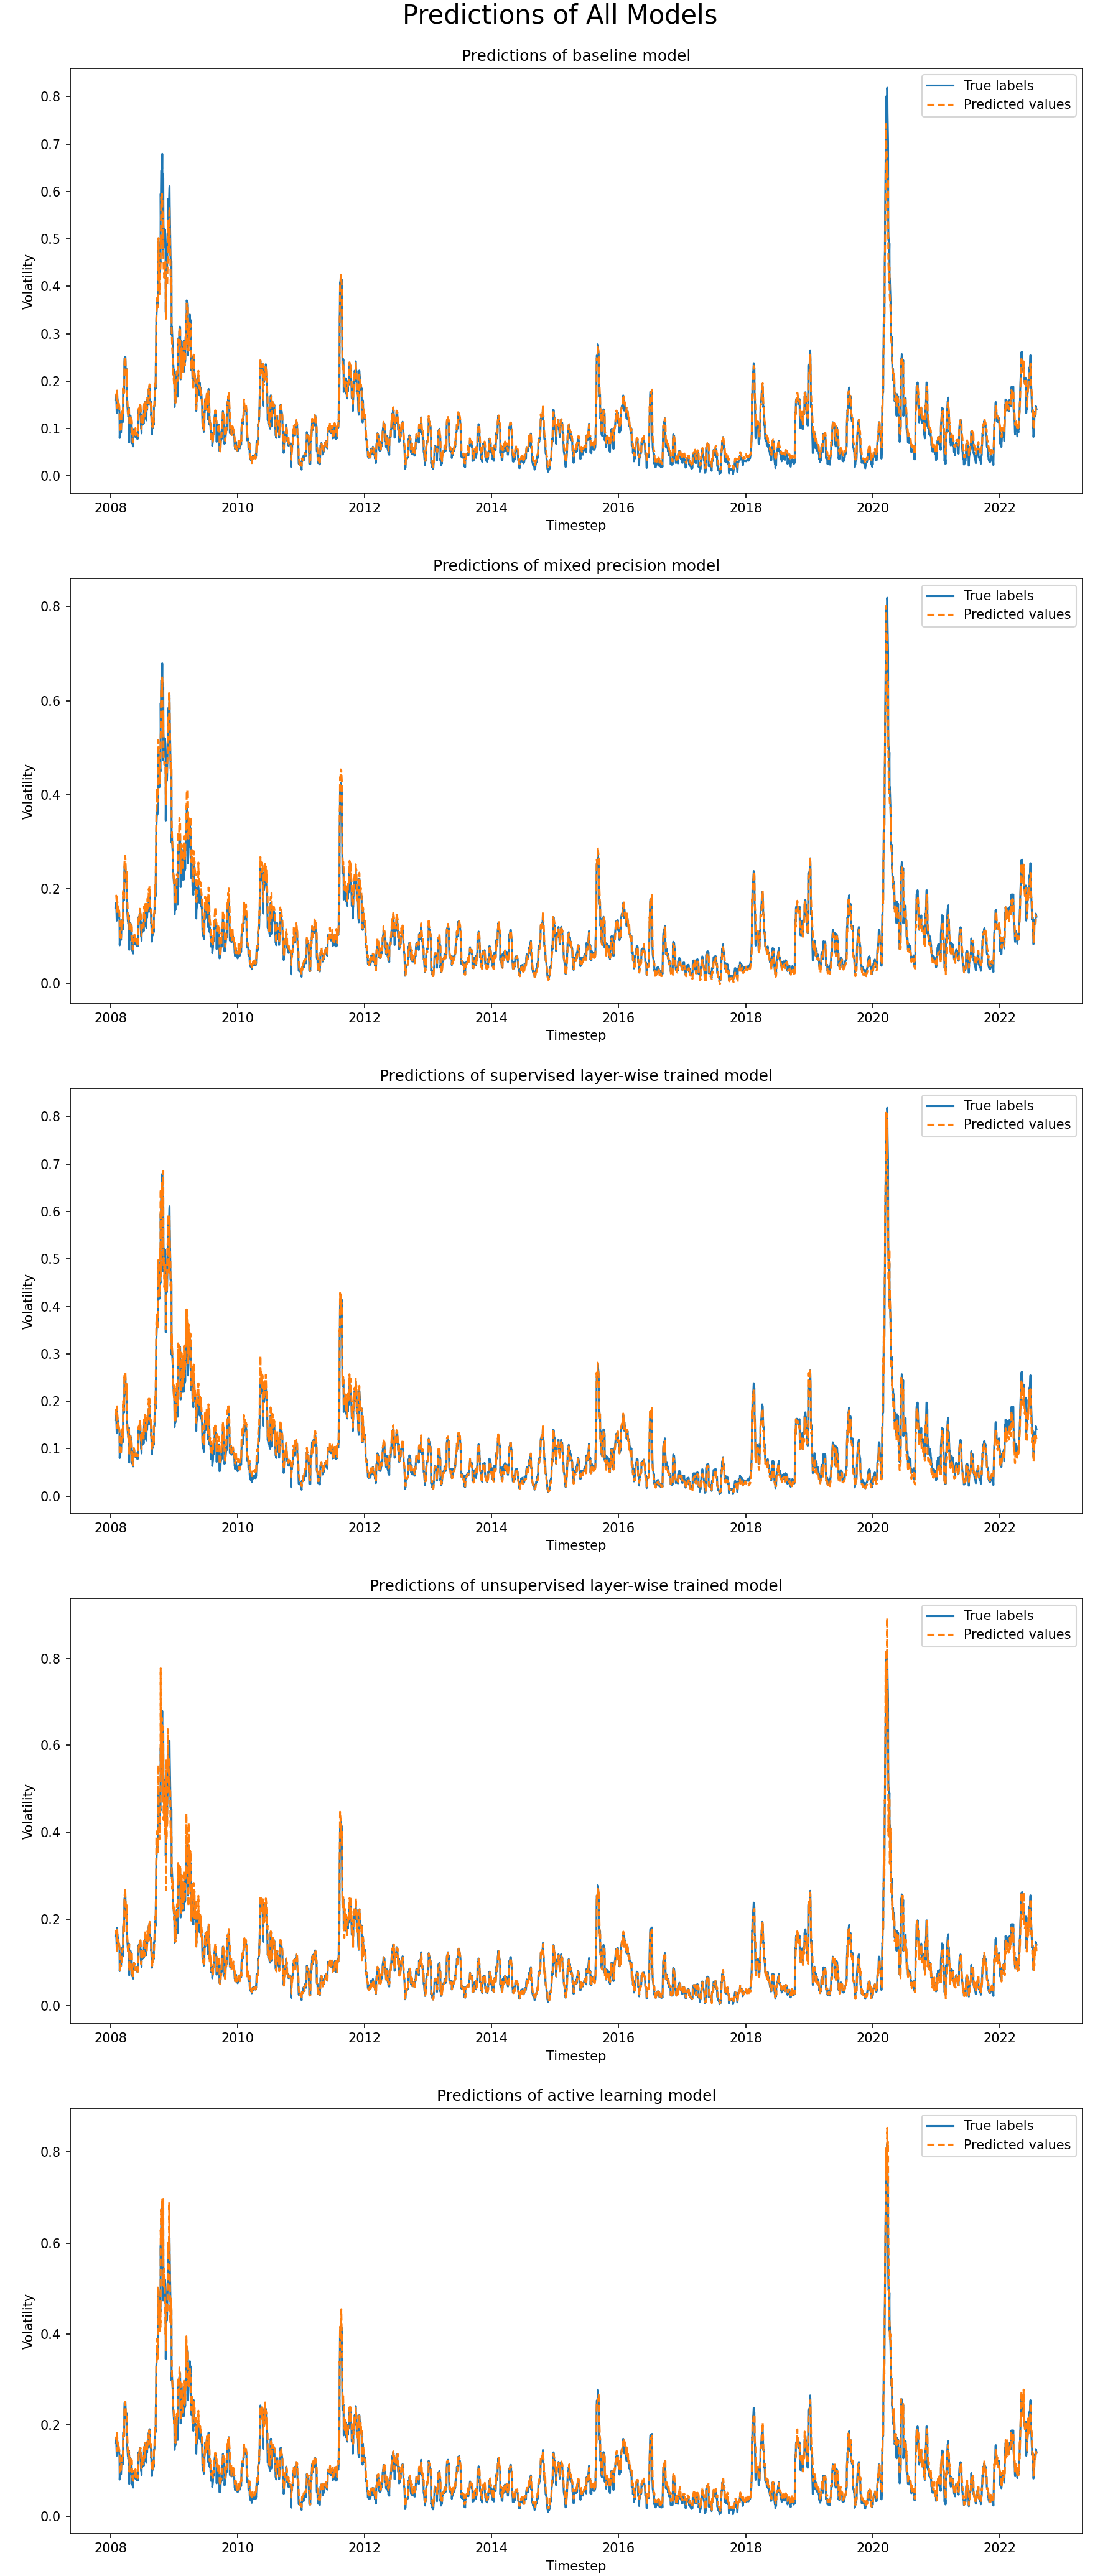 Predictions of All Models
Predictions of baseline model
True labels
Predicted values
Volatility
0.8
0.7
0.6
0.5
0.4
0.3
0.2
0.1
0.0
2008 2010 2012 2014 2016 2018 2020 2022
Timestep
Predictions of mixed precision model
True labels
Predicted values
Volatility
0.8
0.6
0.4
0.2
0.0
2008 2010 2012 2014 2016 2018 2020 2022
Timestep
Predictions of supervised layer-wise trained model
True labels
Predicted values
Volatility
0.8
0.7
0.6
0.5
0.4
0.3
0.2
0.1
0.0
2008 2010 2012 2014 2016 2018 2020 2022
Timestep
Predictions of unsupervised layer-wise trained model
True labels
Predicted values
Volatility
0.8
0.6
0.4
0.2
0.0
2008 2010 2012 2014 2016 2018 2020 2022
Timestep
Predictions of active learning model
True labels
Predicted values
Volatility
0.8
0.6
0.4
0.2
0.0
2008 2010 2012 2014 2016 2018 2020 2022
Timestep